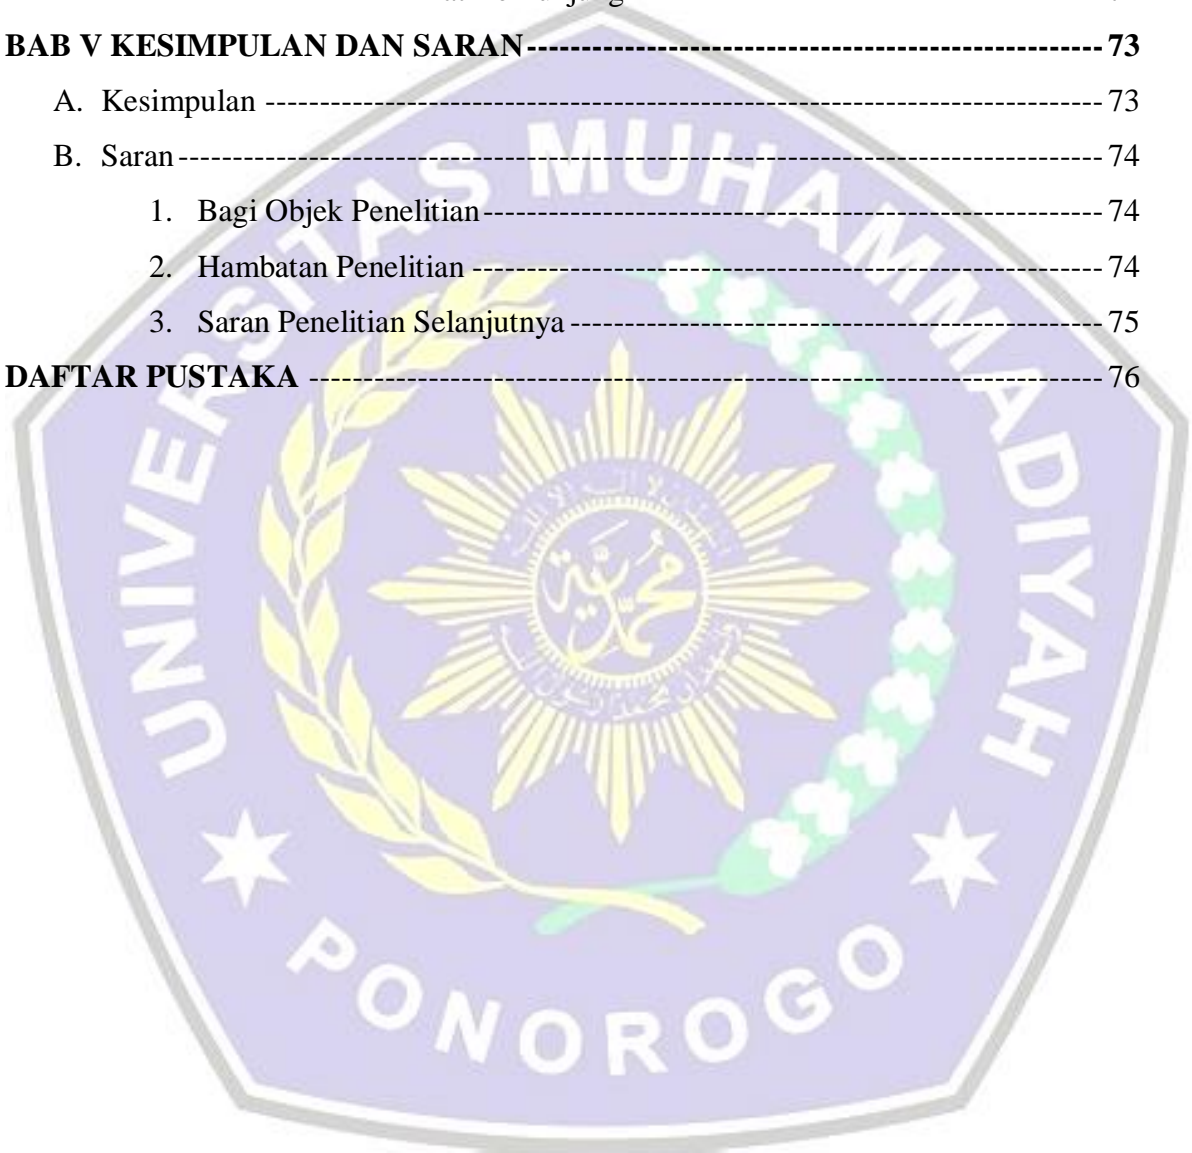 BAB V KESIMPULAN DAN SARAN----------------------------------------------------- 73
A. Kesimpulan ----------------------------------------------------------------------------- 73
B. Saran------------------------------------------------------------------------------------- 74
1. Bagi Objek Penelitian--------------------------------------------------------- 74
2. Hambatan Penelitian ---------------------------------------------------------- 74
3. Saran Penelitian Selanjutnya ------------------------------------------------- 75
DAFTAR PUSTAKA ------------------------------------------------------------------------- 76
UNIVERSITAS MUHAMMADIYAH
محمدية
PONOROGO